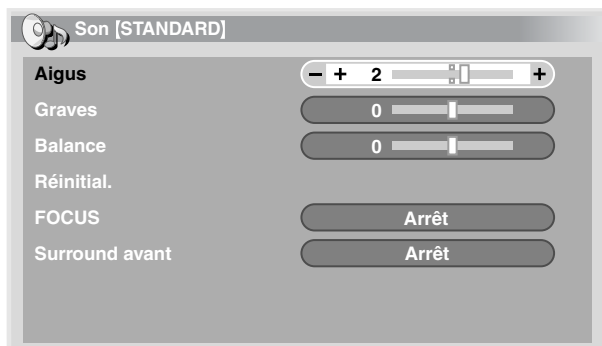 Son [STANDARD]
Aigus − + 2 +
Graves 0
Balance 0
Réinitial.
FOCUS Arrêt
Surround avant Arrêt